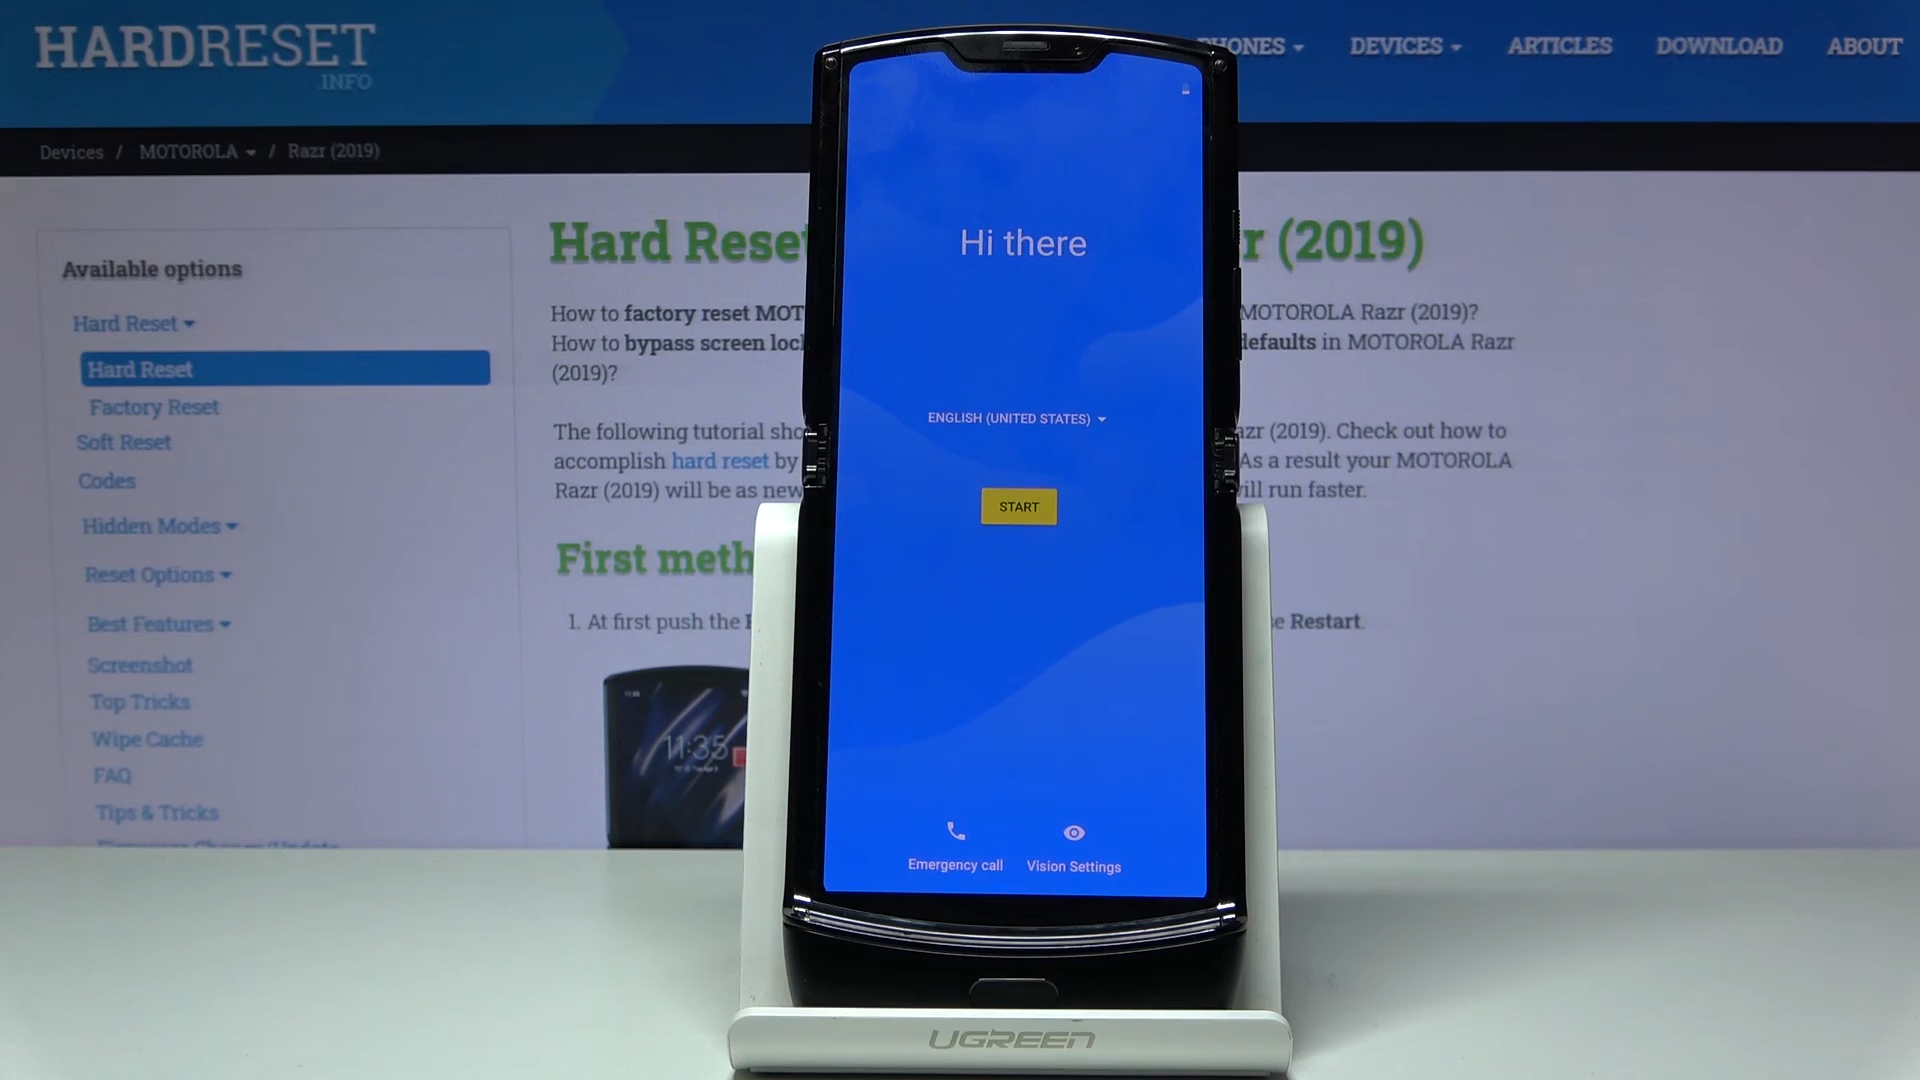 HARDRESET
.INFO
PHONES
DEVICES
ARTICLES
DOWNLOAD
ABOUT
Devices / MOTOROLA / Razr (2019)
Available options
Hard Reset
Hard Reset
Factory Reset
Soft Reset
Codes
Hidden Modes
Reset Options
Best Features
Screenshot
Top Tricks
Wipe Cache
FAQ
Tips & Tricks
Hard Reset
r (2019)
How to factory reset MOT
MOTOROLA Razr (2019)?
How to bypass screen loc
defaults in MOTOROLA Razr
(2019)?
The following tutorial sho
azr (2019). Check out how to
accomplish hard reset by
As a result your MOTOROLA
Razr (2019) will be as new
will run faster.
First meth
1. At first push the
Restart.
11:35
Hi there
ENGLISH (UNITED STATES)
START
Emergency call
Vision Settings
UGREEN